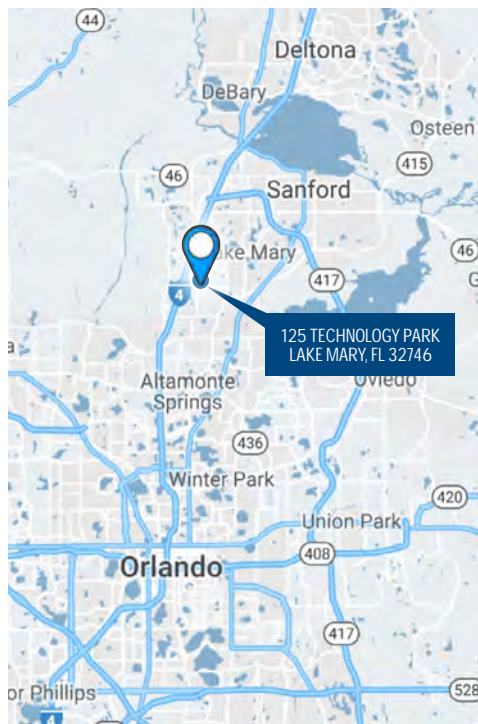 44
Deltona
DeBary
Osteen
415
46
Sanford
ke Mary
46
417
4
G
125 TECHNOLOGY PARK
LAKE MARY, FL 32746
a
Oviedo
Altamonte
Springs
436
Winter Park
420
Union Park
408
Orlando
417
528
or Phillips
4